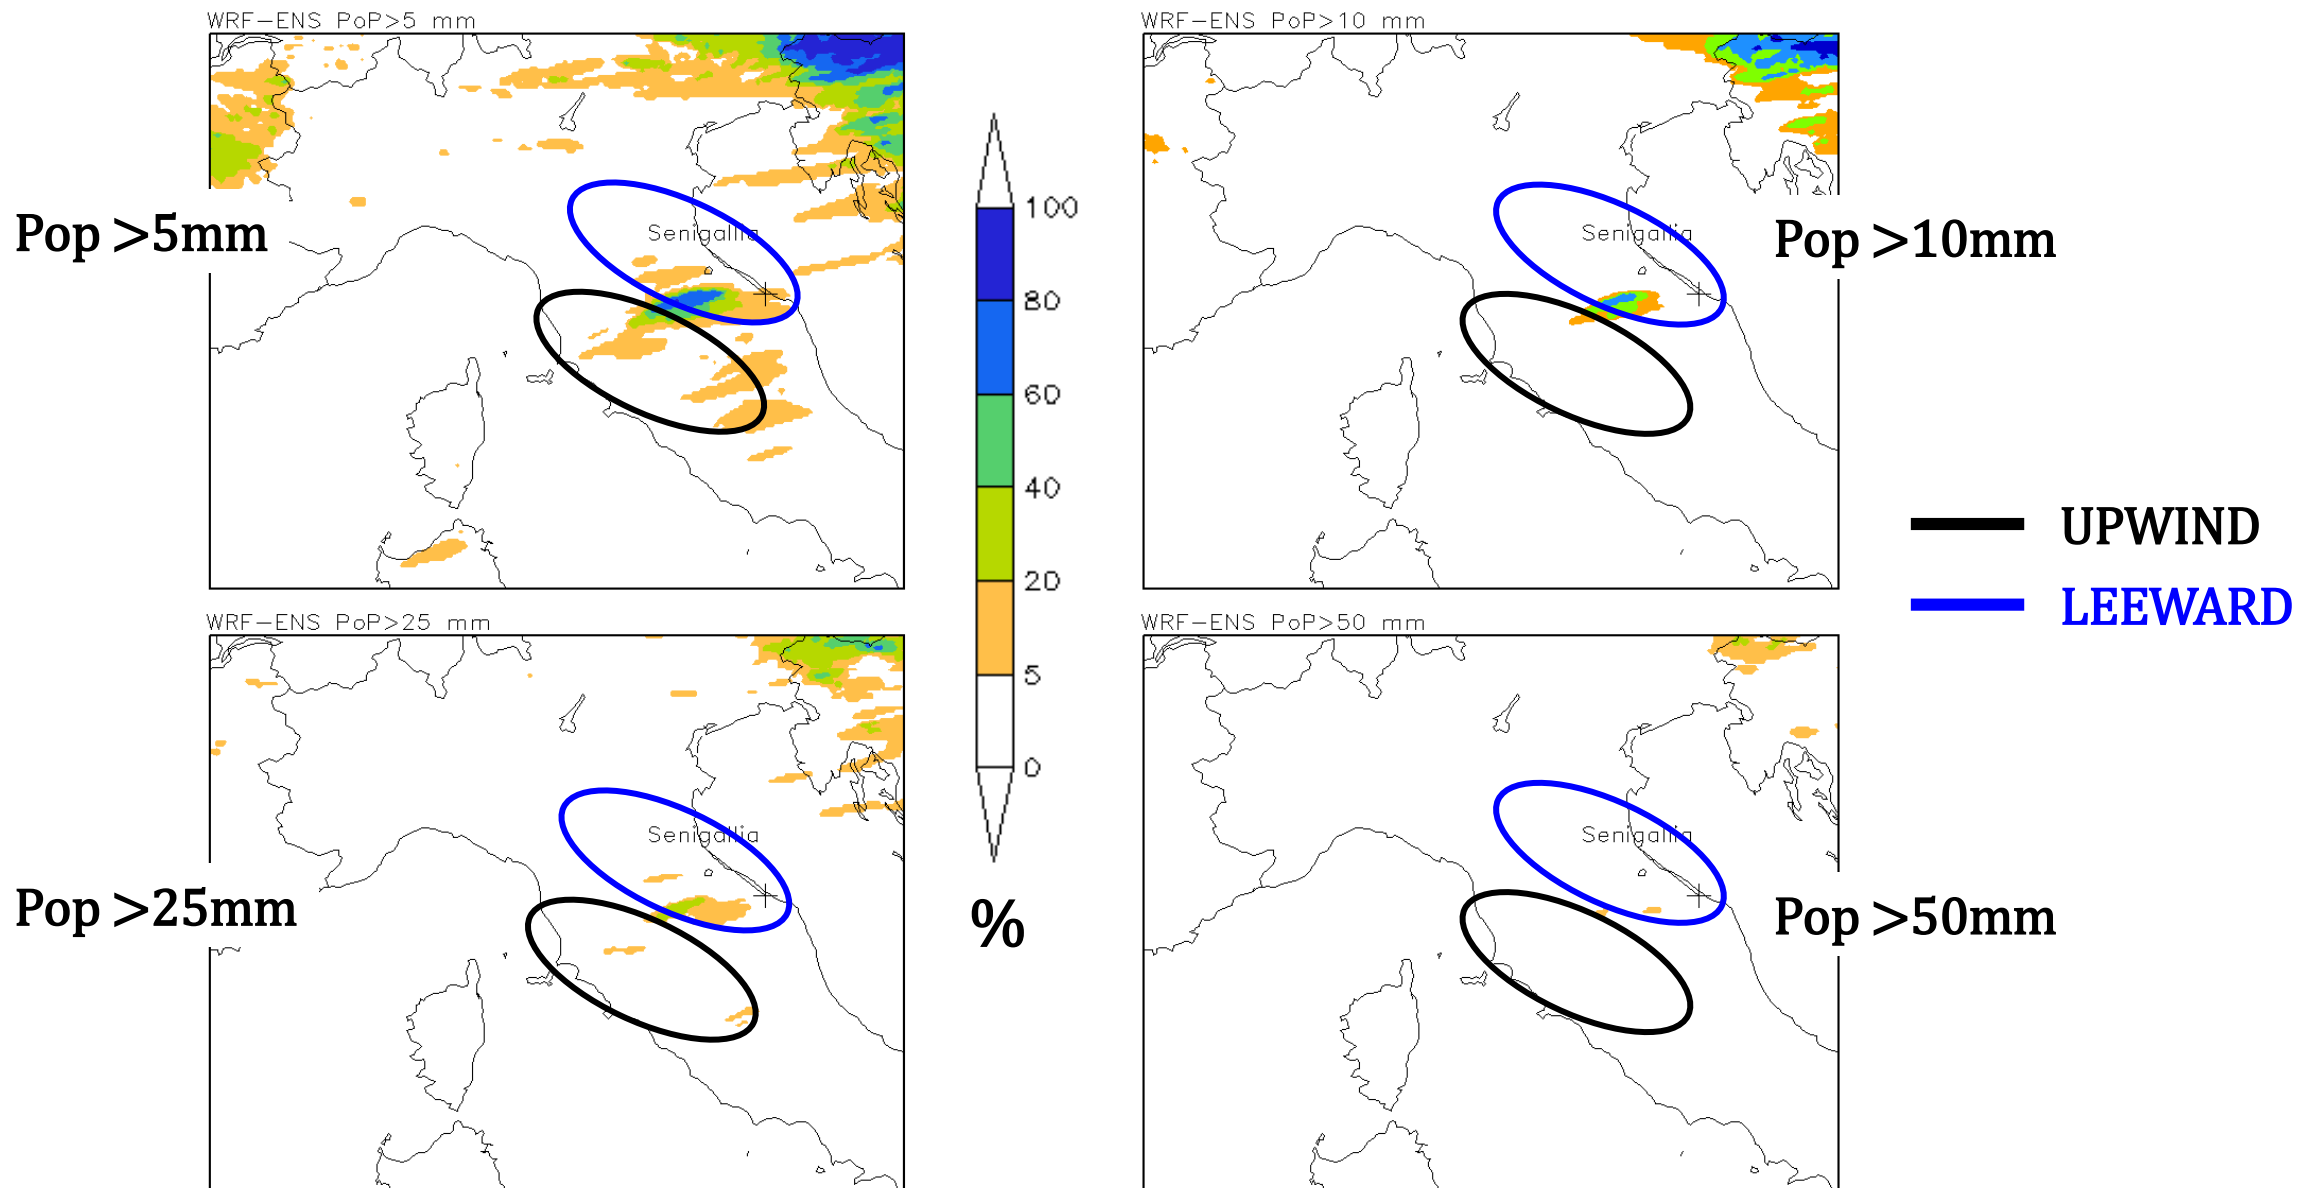 WRF-ENS PoP>5 mm
WRF-ENS PoP>10 mm
Pop >5mm
Senigallia
Senigallia
Pop >10mm
100
80
60
40
20
5
0
%
UPWIND
LEEWARD
WRF-ENS PoP>25 mm
WRF-ENS PoP>50 mm
Senigallia
Senigallia
Pop >25mm
Pop >50mm